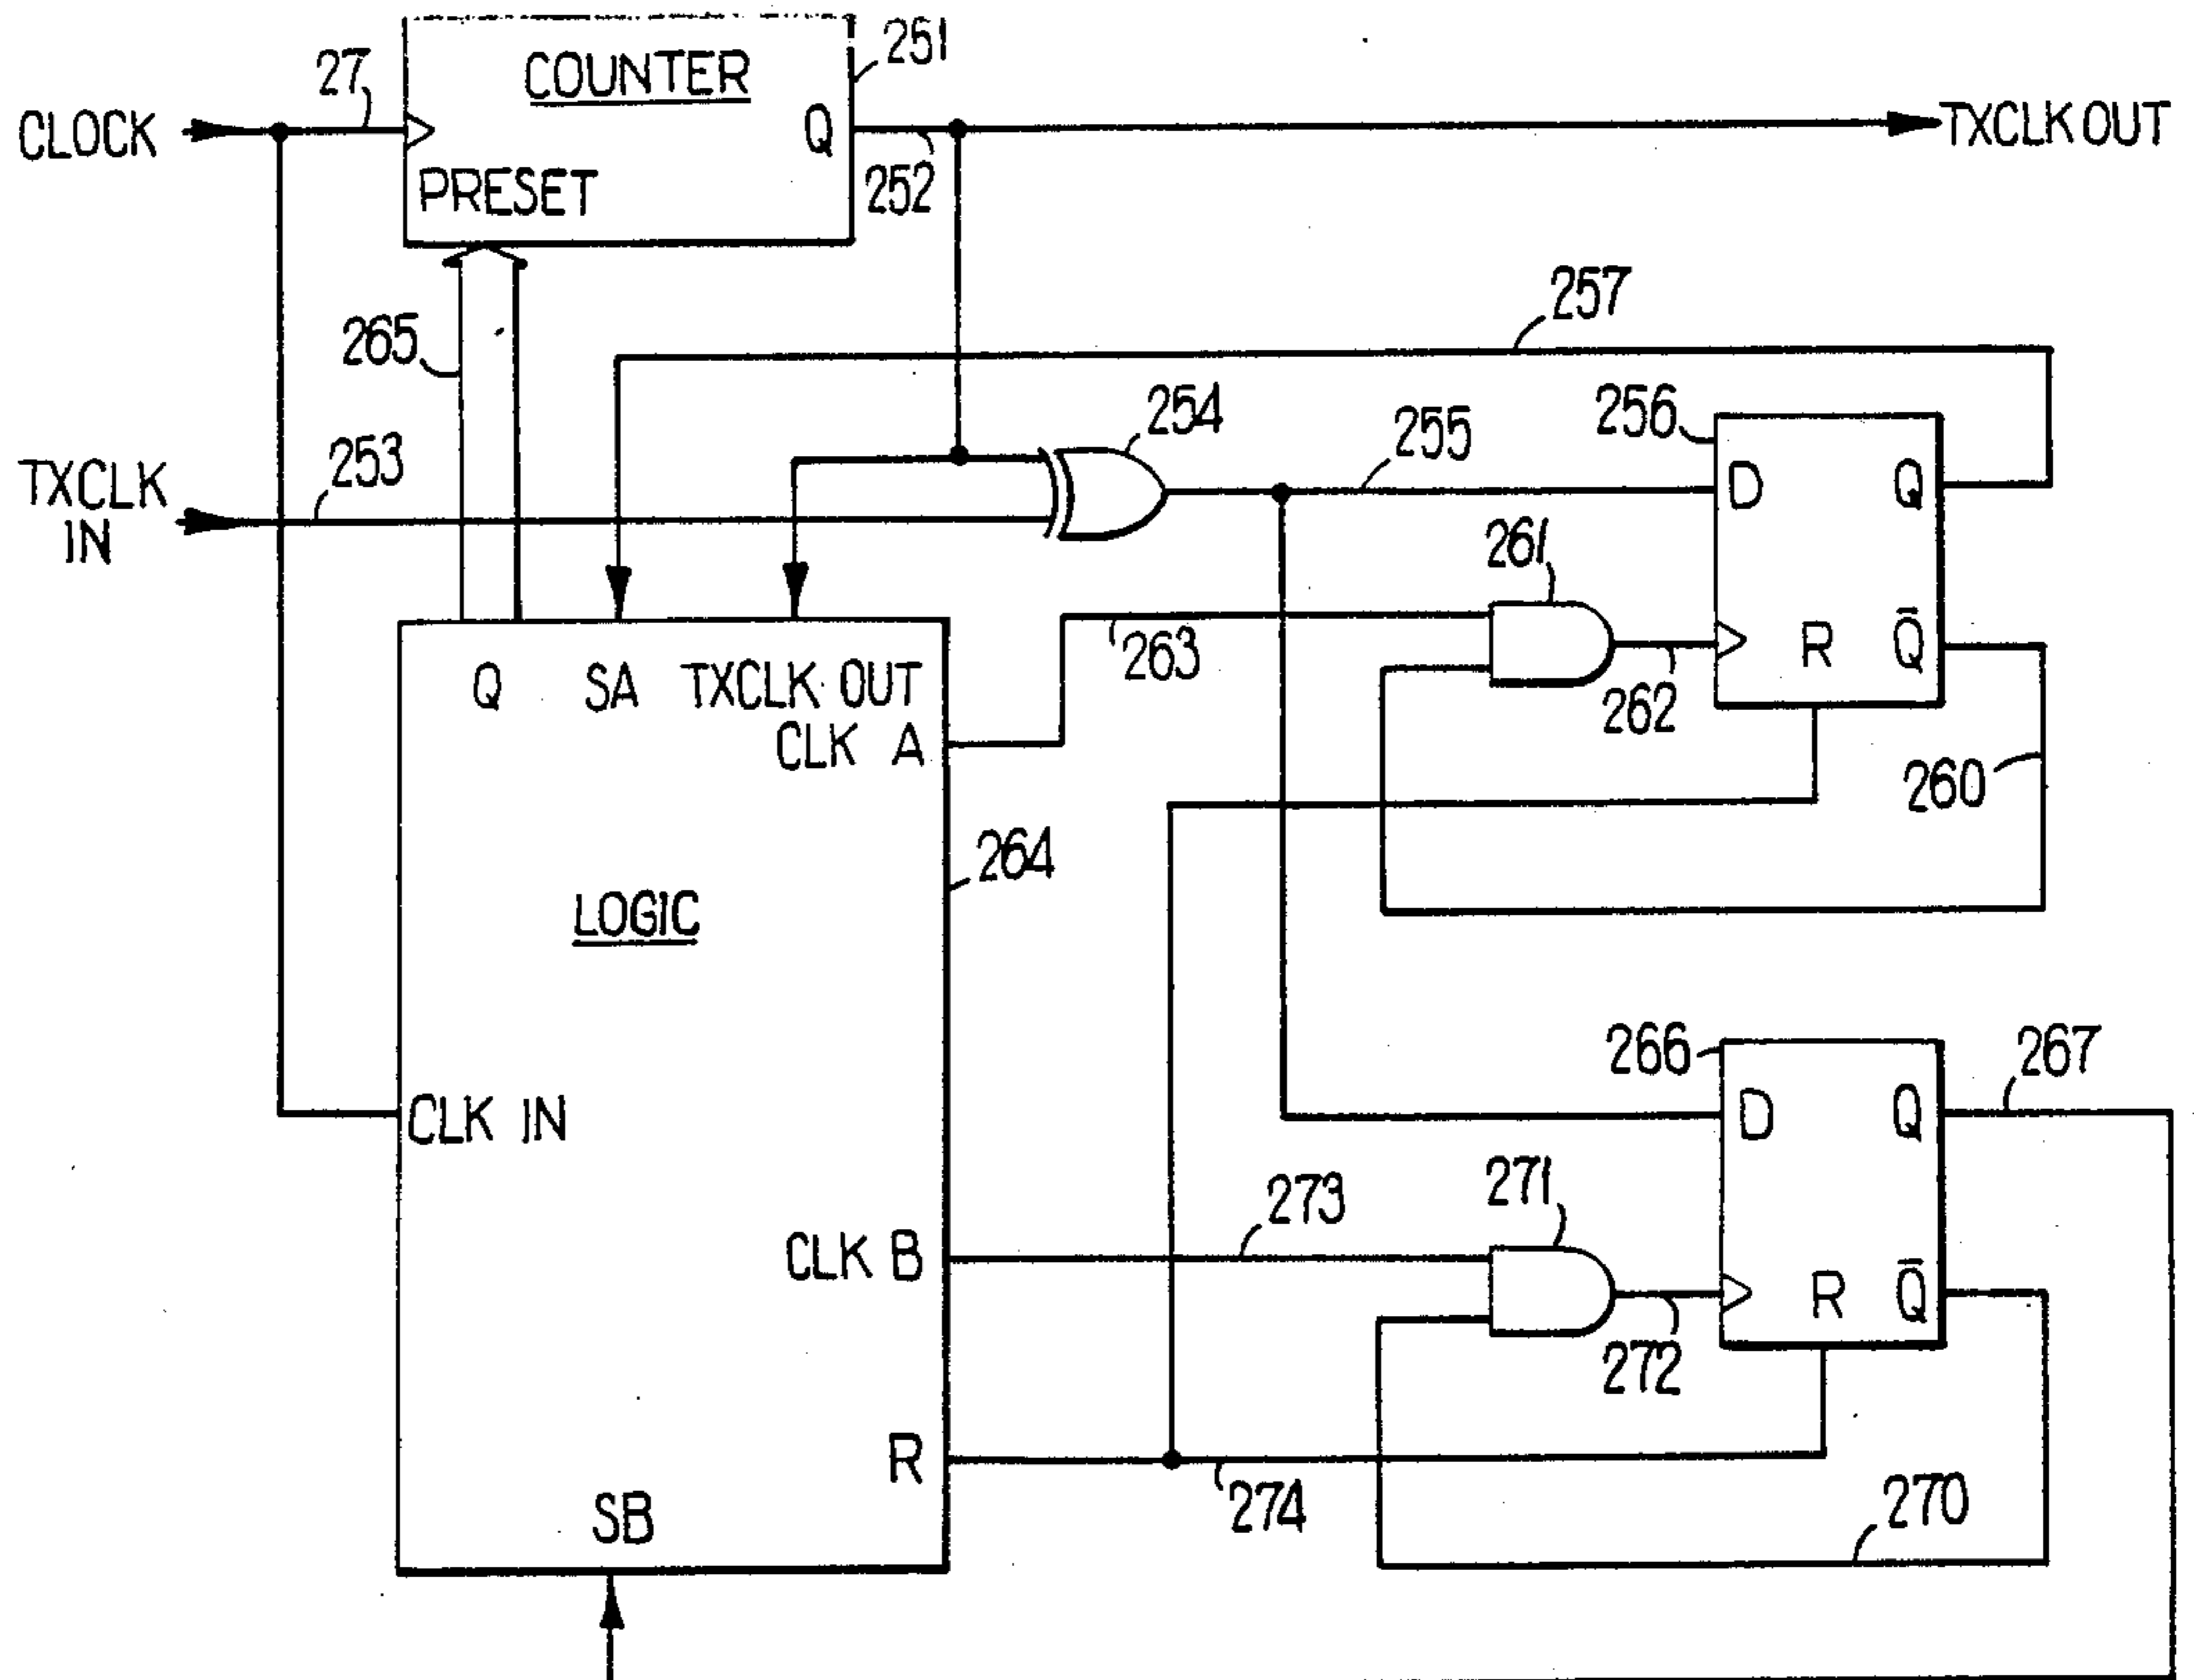 COUNTER
251
27
CLOCK
Q
TXCLK OUT
PRESET
252
257
265
254
256
255
253
TXCLK
IN
D
Q
261
263
R
Q̄
262
Q
SA
TXCLK OUT
CLK A
260
264
LOGIC
266
267
D
Q
CLK IN
271
273
CLK B
R
Q̄
272
R
274
270
SB